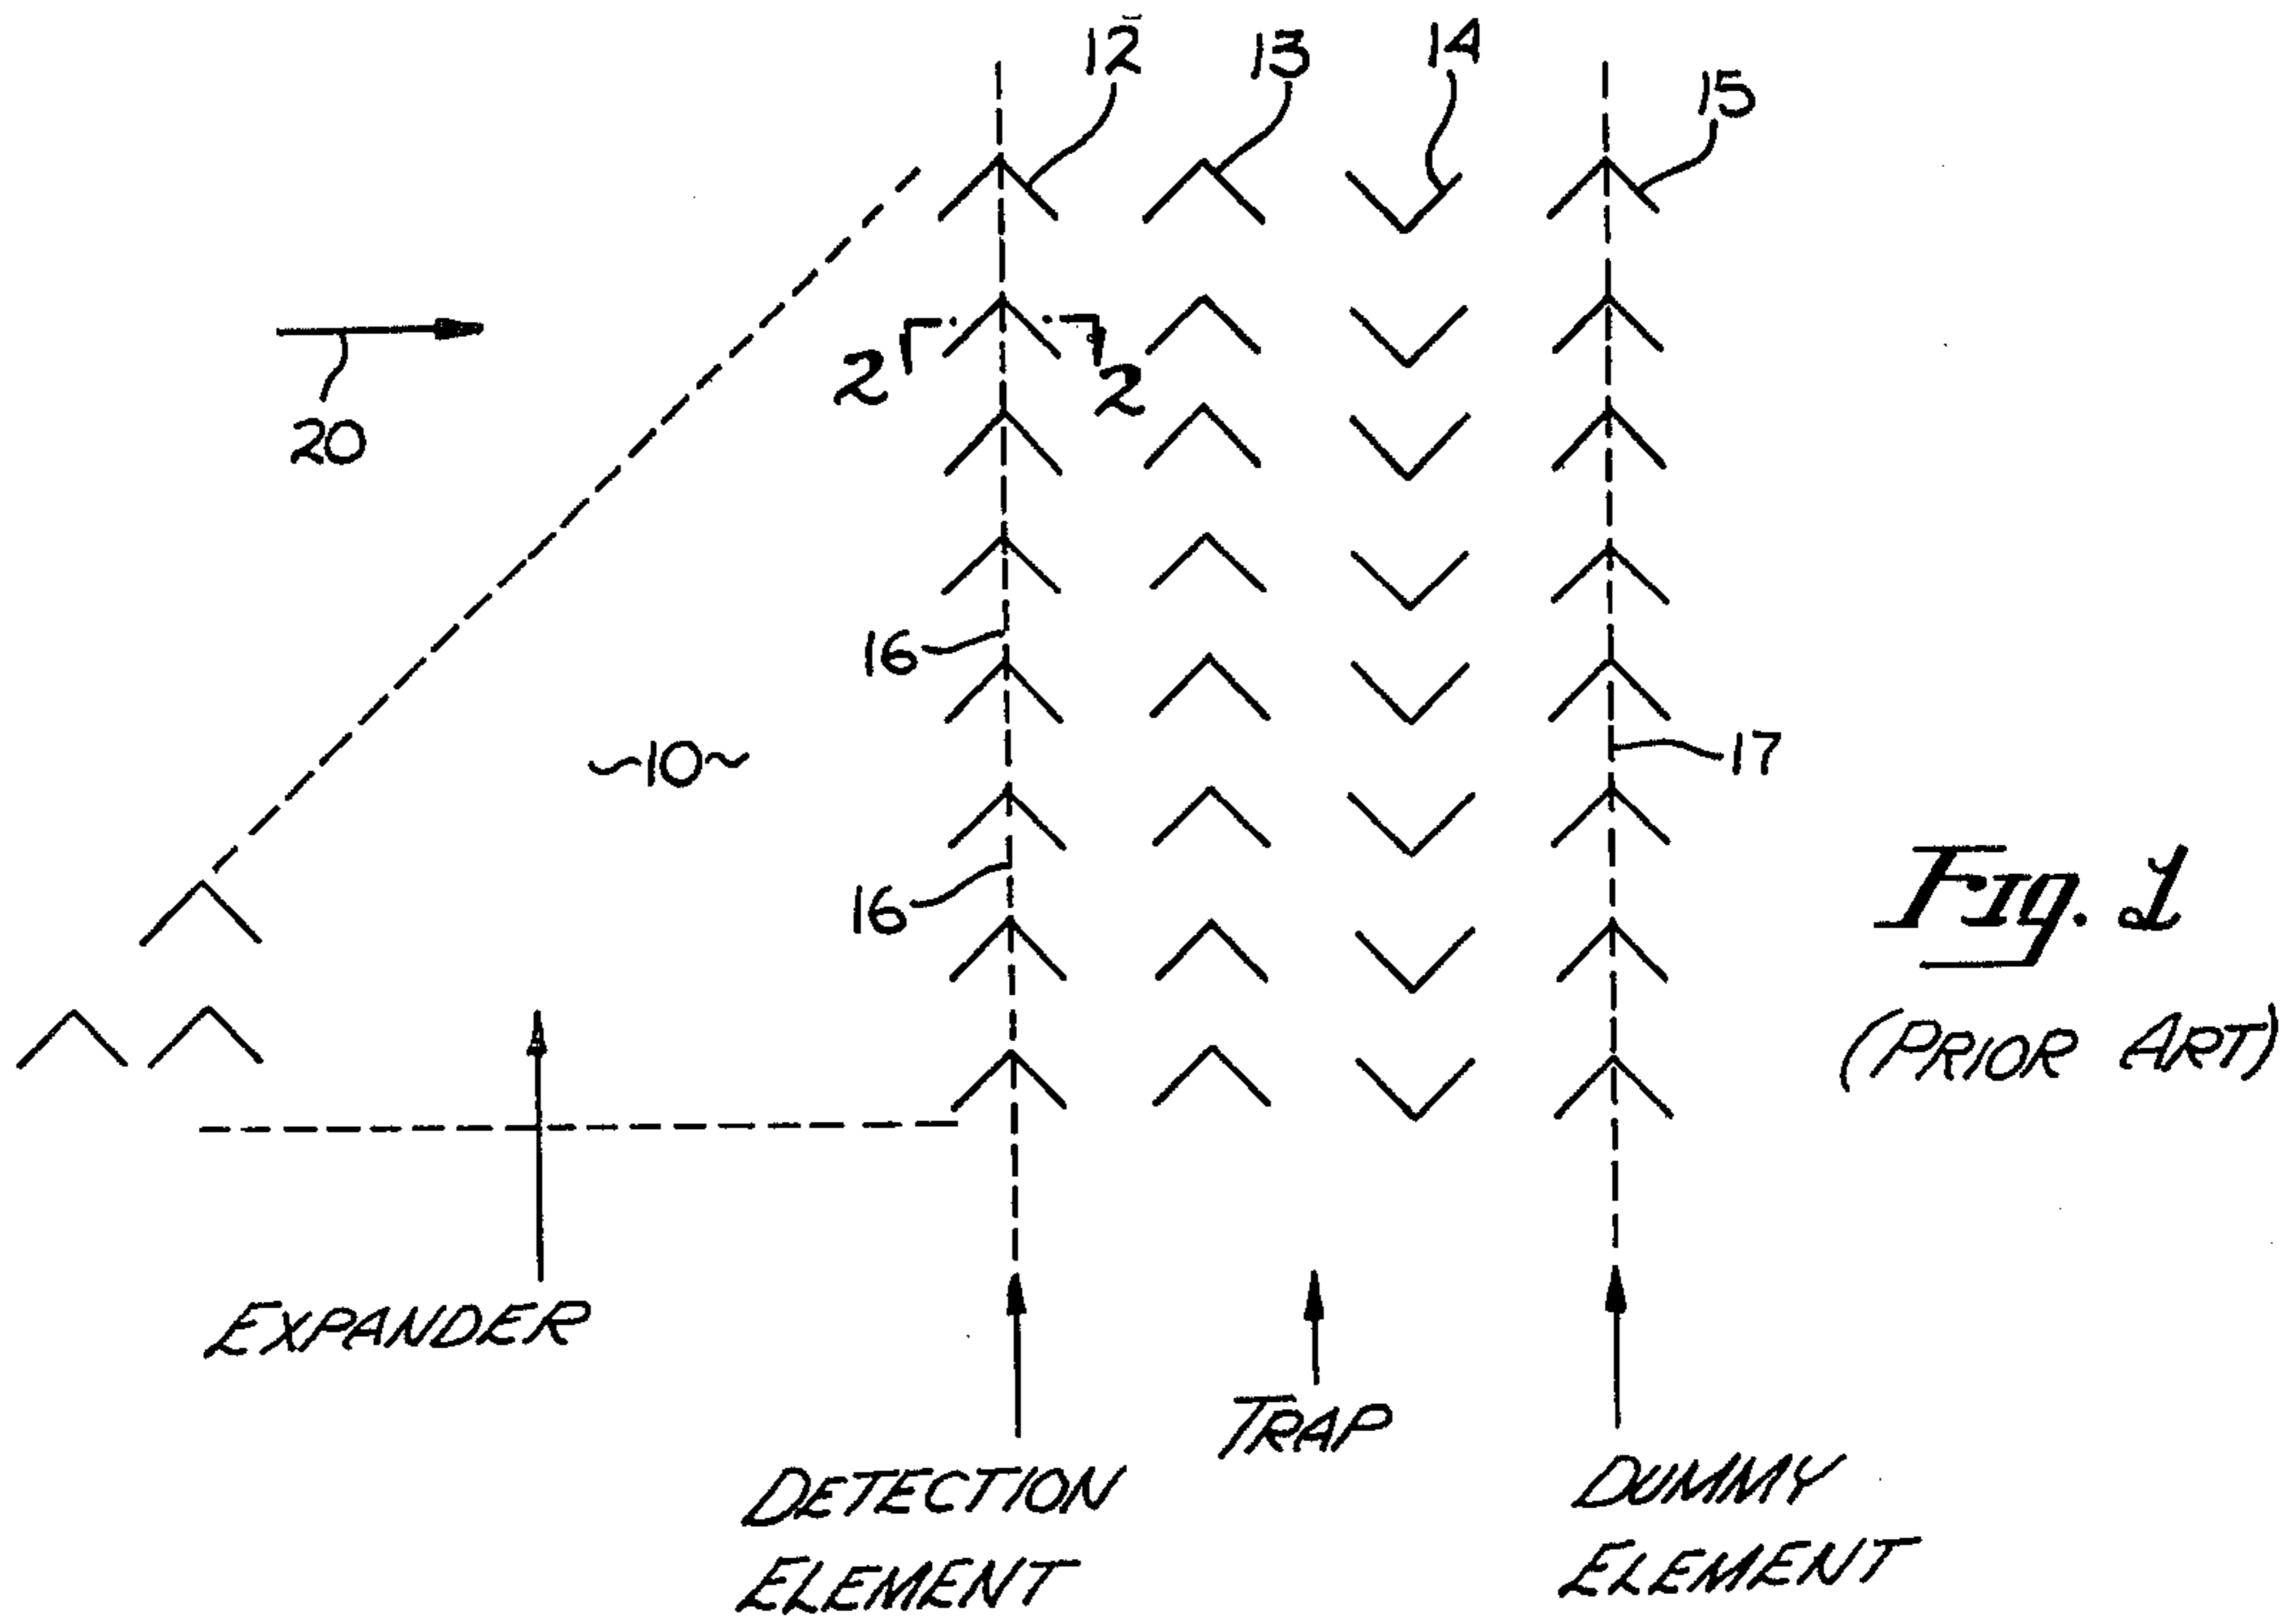 12 13 14 15
20
2 2
16
~10~
17
16
Fig. 1
(PRIOR ART)
EXPANDER
TRAP
DETECTION
ELEMENT
DUMMY
ELEMENT